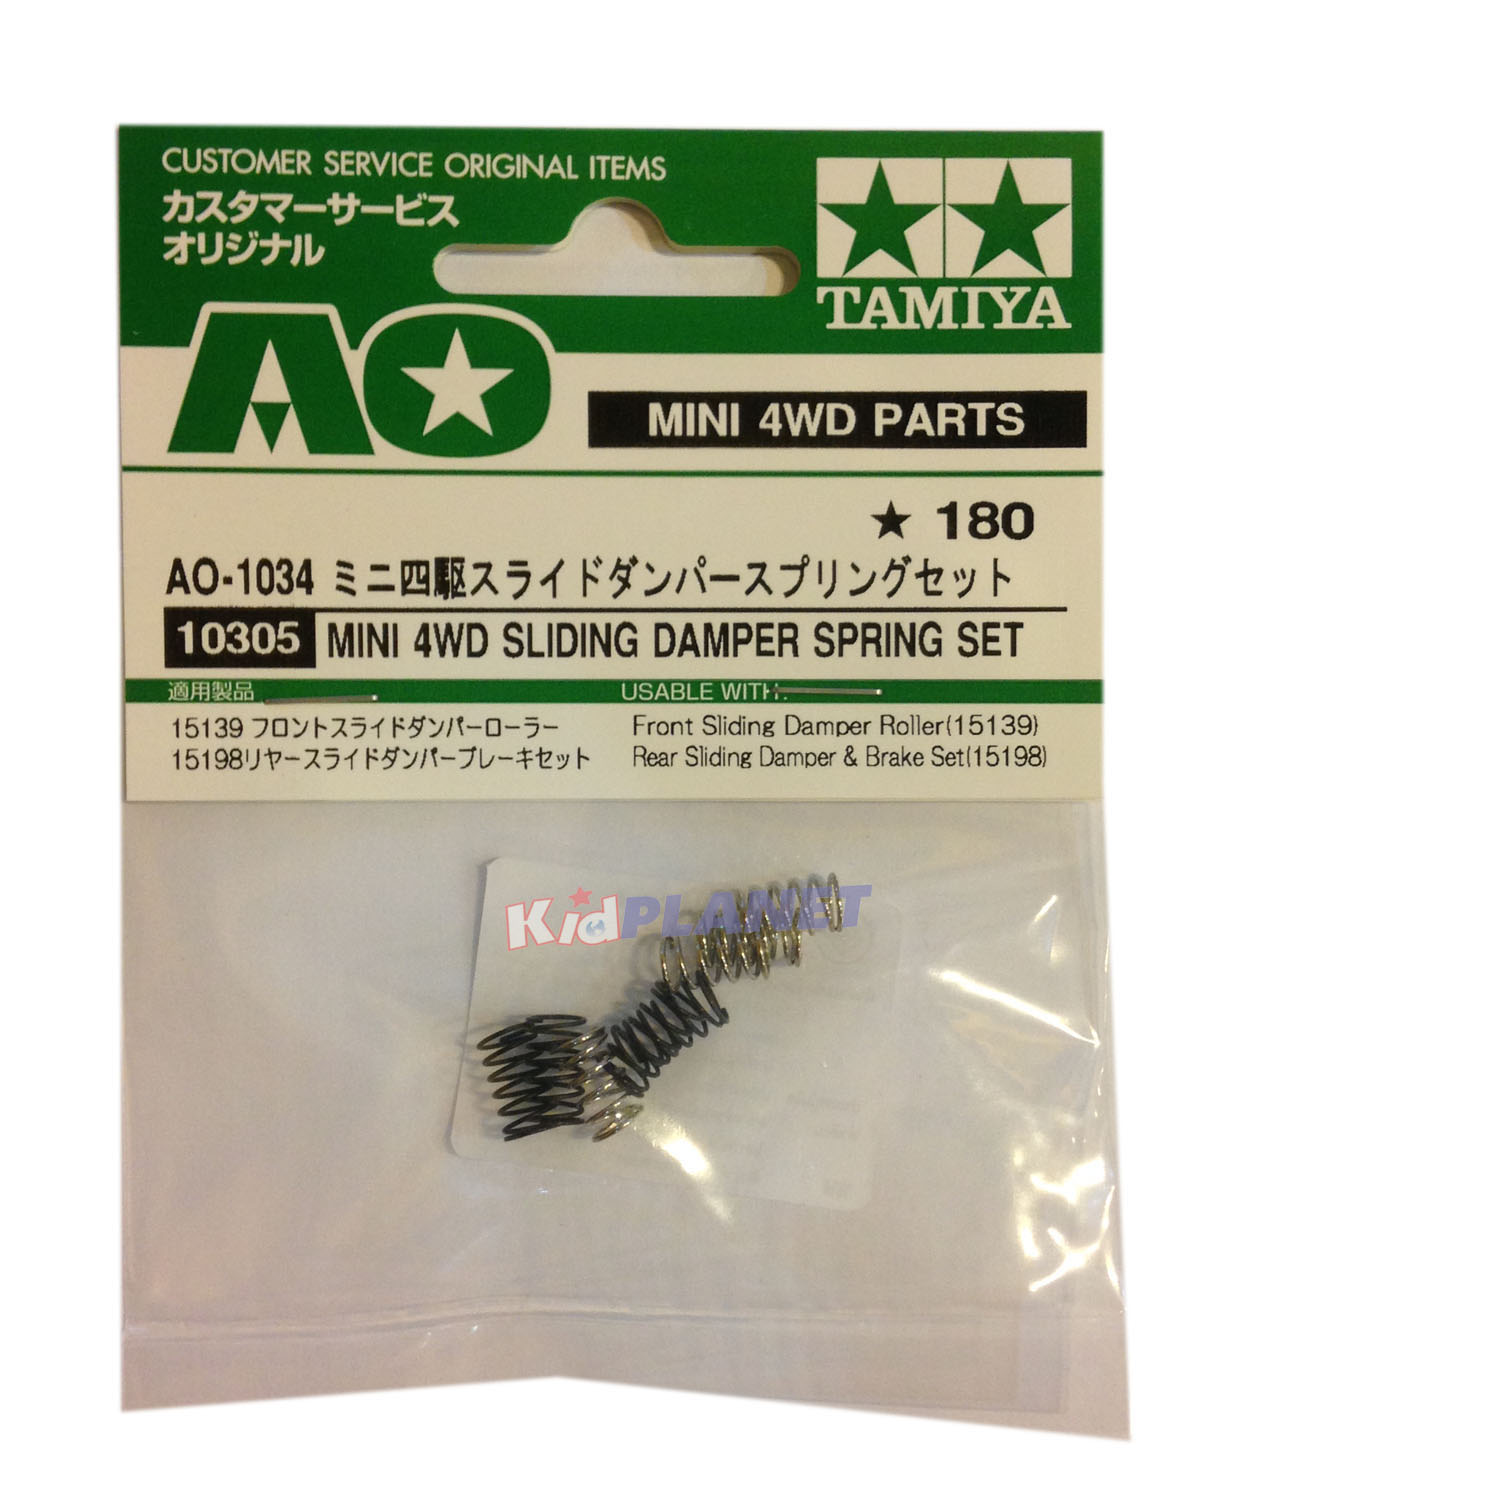 CUSTOMER SERVICE ORIGINAL ITEMS
カスタマーサービス
オリジナル
TAMIYA
AO
MINI 4WD PARTS
★ 180
AO-1034 ミニ四駆スライドダンパースプリングセット
10305 MINI 4WD SLIDING DAMPER SPRING SET
適用製品
USABLE WITH:
15139 フロントスライドダンパーローラー
Front Sliding Damper Roller(15139)
15198リヤースライドダンパーブレーキセット
Rear Sliding Damper & Brake Set(15198)
KidPLANET